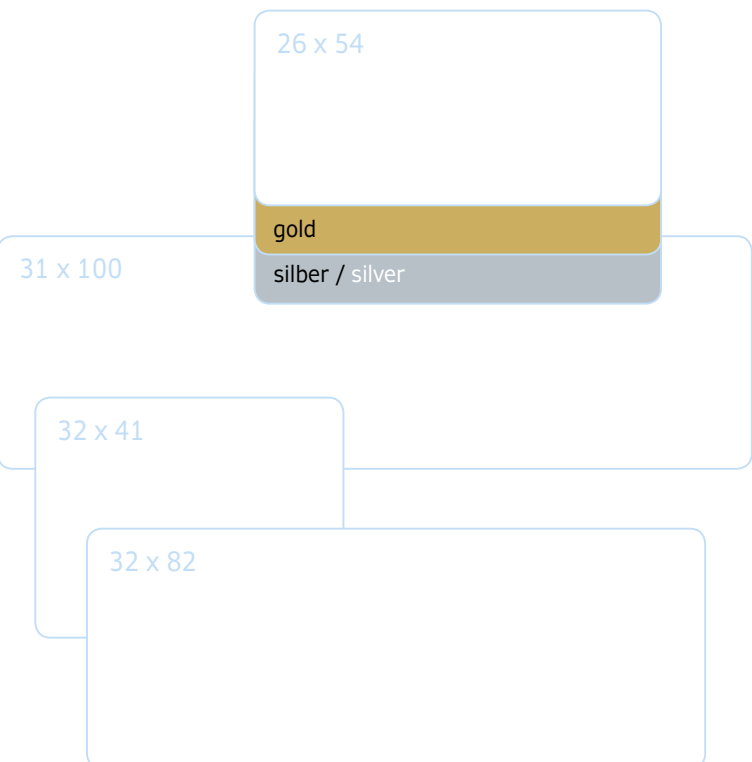 26 x 54
gold
31 x 100
silber / silver
32 x 41
32 x 82